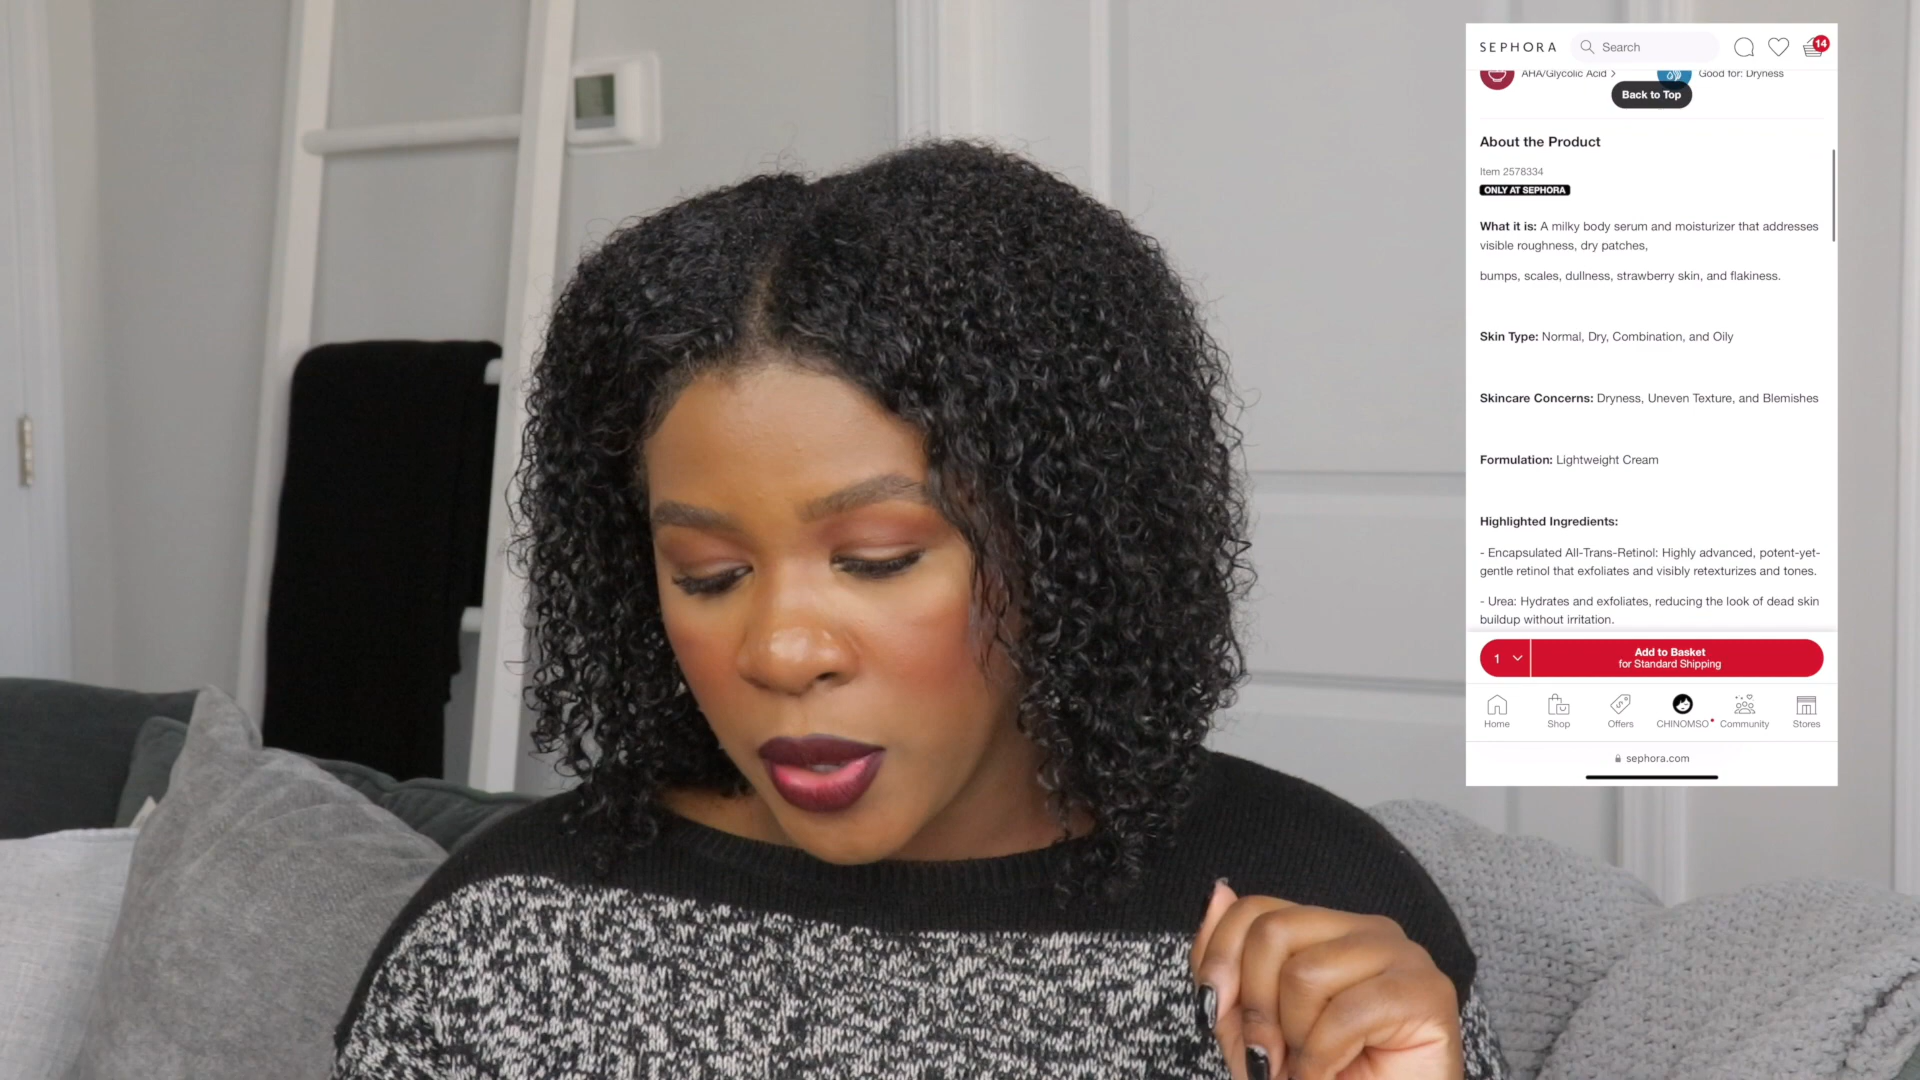 SEPHORA
Search
14
AHA/Glycolic Acid >
Good for: Dryness
Back to Top
About the Product
Item 2578334
ONLY AT SEPHORA
What it is: A milky body serum and moisturizer that addresses
visible roughness, dry patches,
bumps, scales, dullness, strawberry skin, and flakiness.
Skin Type: Normal, Dry, Combination, and Oily
Skincare Concerns: Dryness, Uneven Texture, and Blemishes
Formulation: Lightweight Cream
Highlighted Ingredients:
- Encapsulated All-Trans-Retinol: Highly advanced, potent-yet-
gentle retinol that exfoliates and visibly retexturizes and tones.
- Urea: Hydrates and exfoliates, reducing the look of dead skin
buildup without irritation.
1
Add to Basket
for Standard Shipping
Home
Shop
Offers
CHINOMSO
Community
Stores
sephora.com